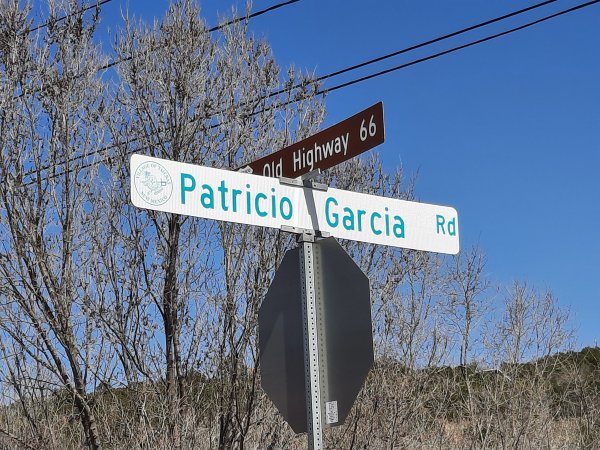 Old Highway 66
Patricio Garcia Rd